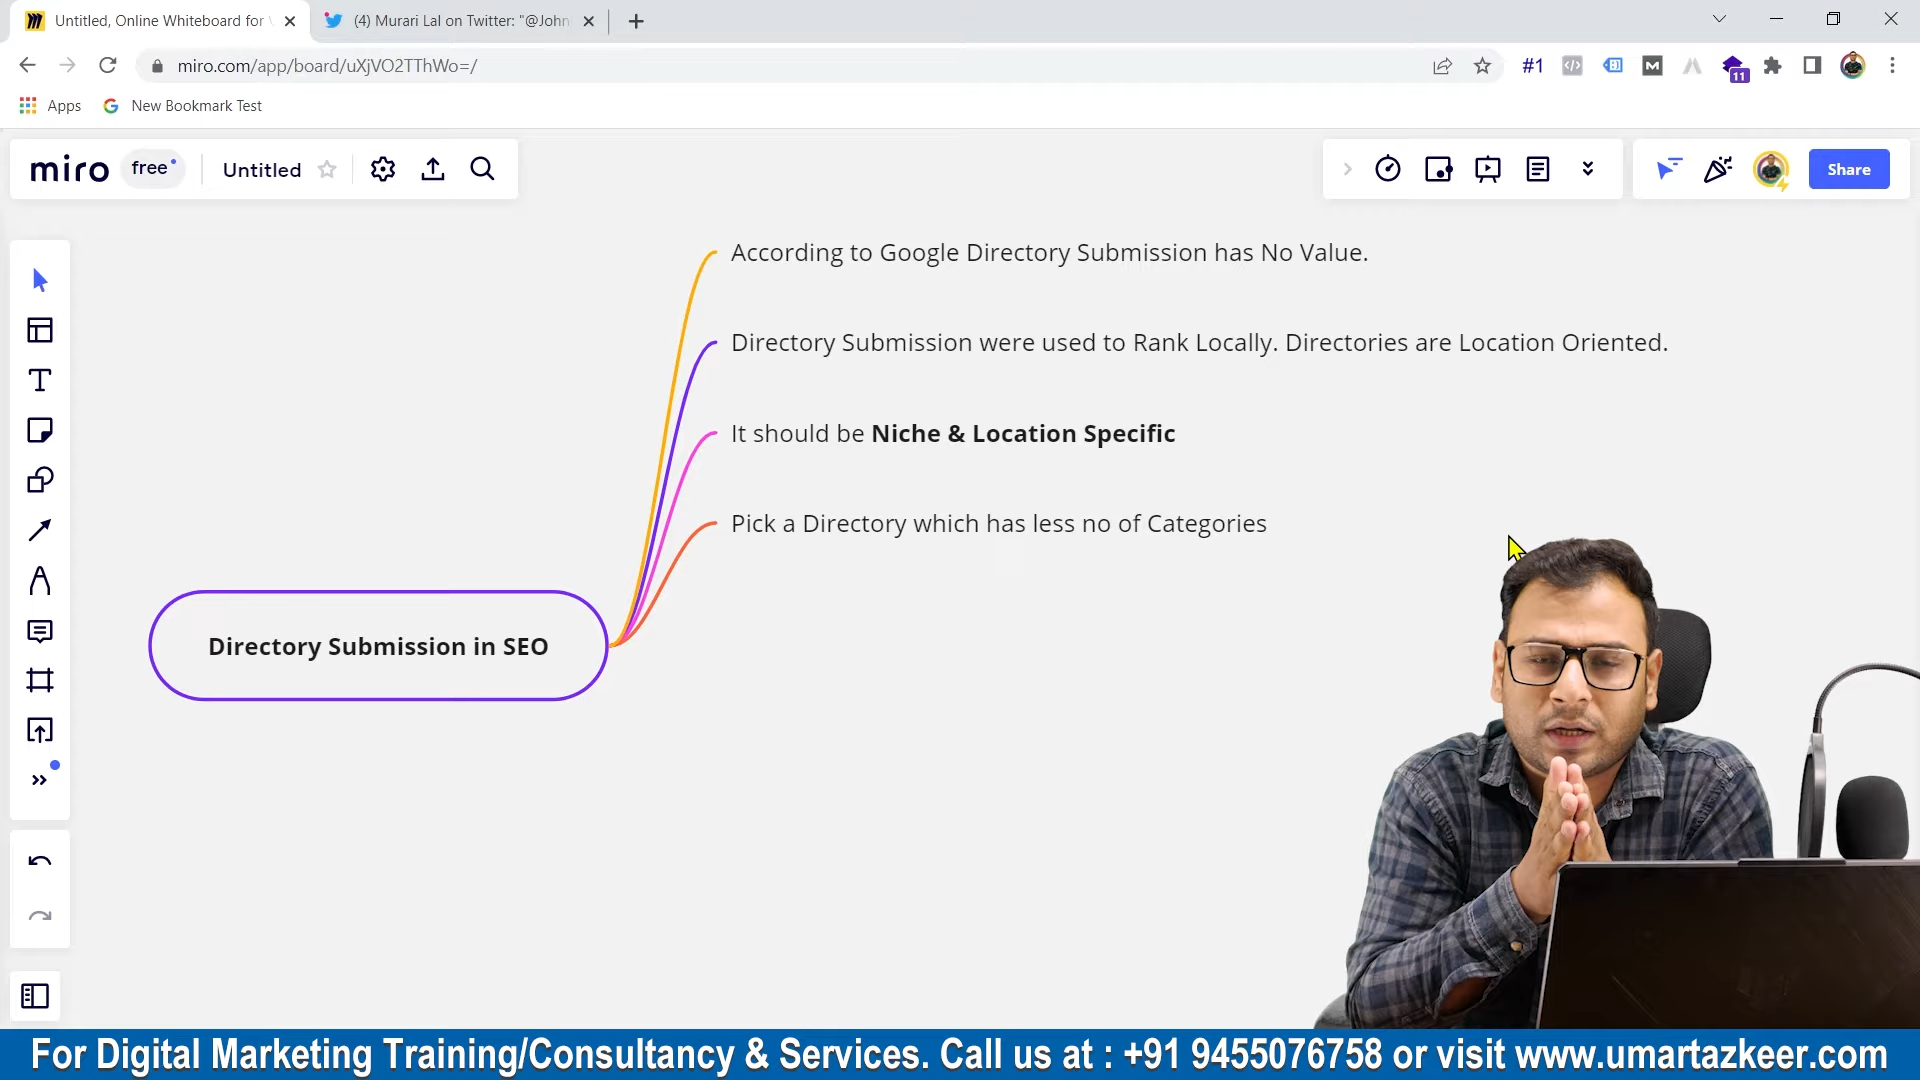 Untitled, Online Whiteboard for
(4) Murari Lal on Twitter: "@John
miro.com/app/board/uXjVO2TThWo=/
#1
11
Apps
New Bookmark Test
miro
free
Untitled
Share
According to Google Directory Submission has No Value.
Directory Submission were used to Rank Locally. Directories are Location Oriented.
It should be Niche & Location Specific
Pick a Directory which has less no of Categories
Directory Submission in SEO
For Digital Marketing Training/Consultancy & Services. Call us at : +91 9455076758 or visit www.umartazkeer.com